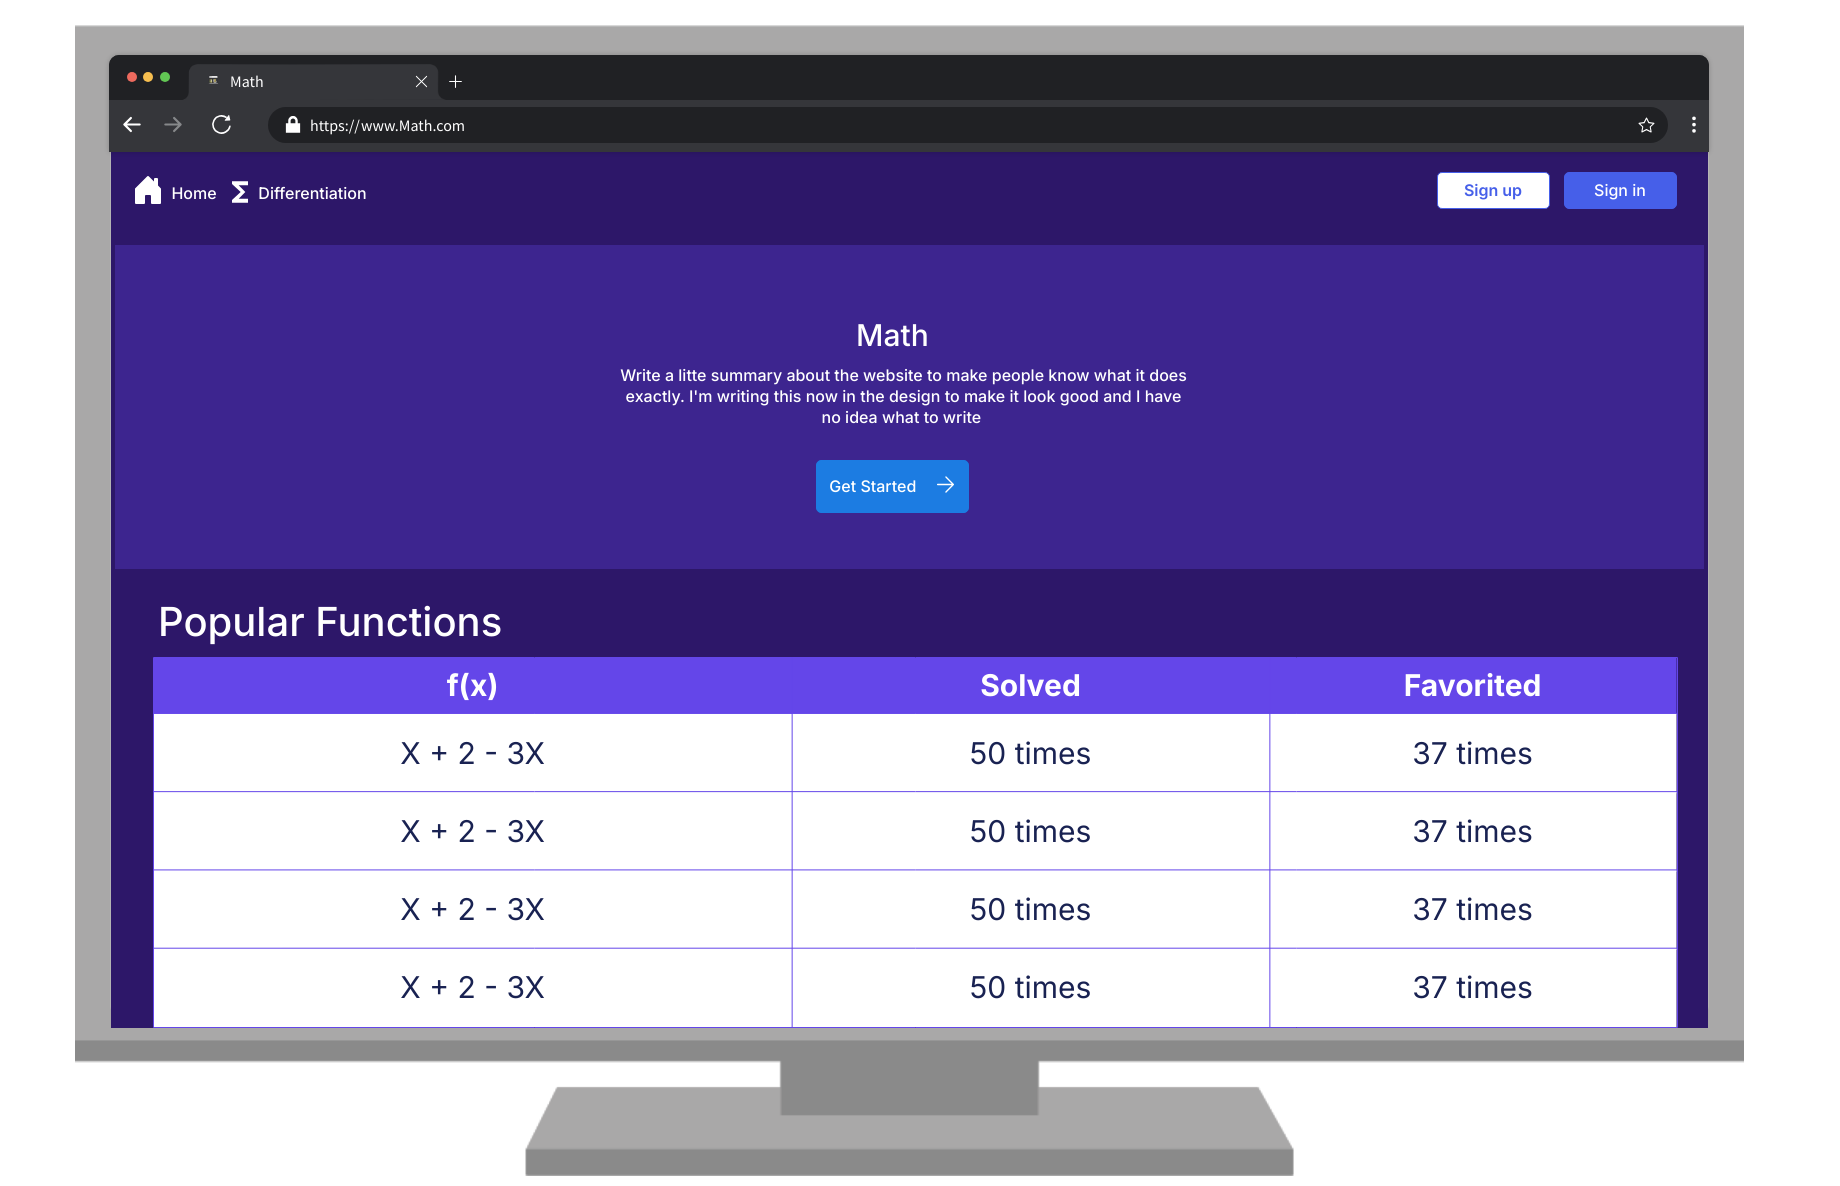 Math
https://www.Math.com
Home Differentiation Sign up Sign in
Math
Write a litte summary about the website to make people know what it does
exactly. I'm writing this now in the design to make it look good and I have
no idea what to write
Get Started
Popular Functions
f(x) Solved Favorited
X + 2 - 3X 50 times 37 times
X + 2 - 3X 50 times 37 times
X + 2 - 3X 50 times 37 times
X + 2 - 3X 50 times 37 times